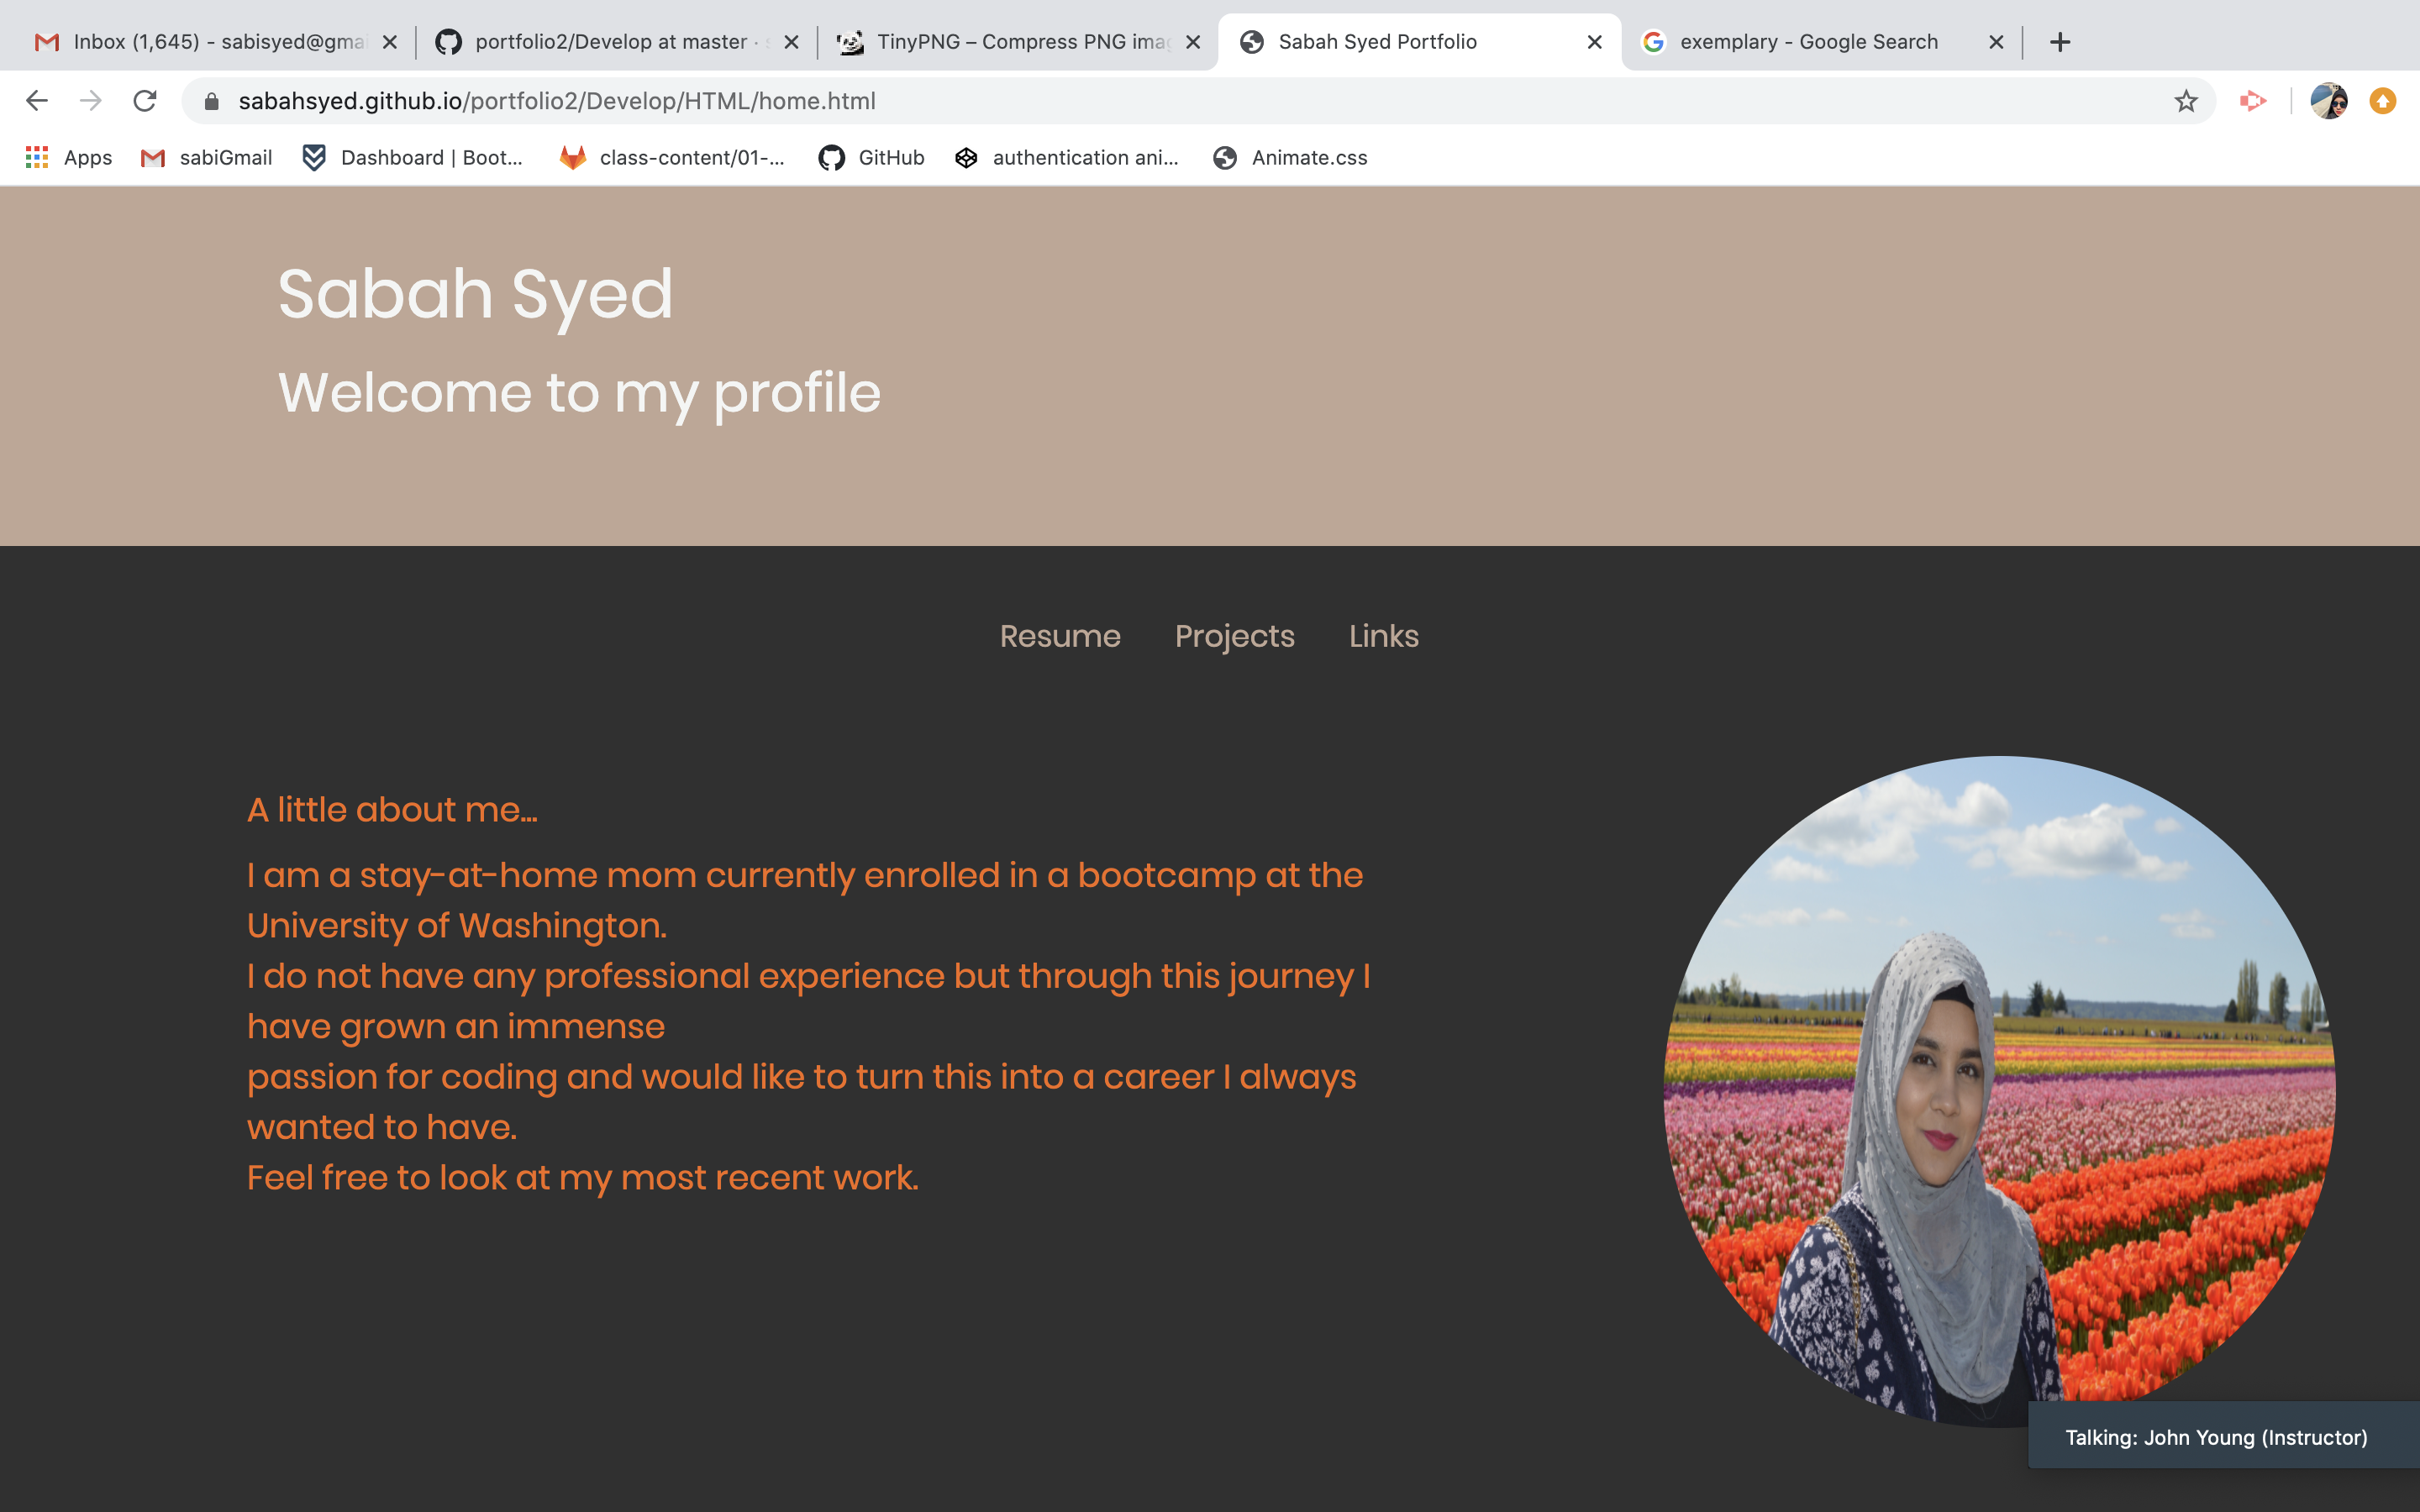 Inbox (1,645) - sabisyed@gmai
portfolio2/Develop at master ·
TinyPNG – Compress PNG imag
Sabah Syed Portfolio
exemplary - Google Search
sabahsyed.github.io/portfolio2/Develop/HTML/home.html
Apps
sabiGmail
Dashboard | Boot...
class-content/01-...
GitHub
authentication ani...
Animate.css
Sabah Syed
Welcome to my profile
Resume
Projects
Links
A little about me...
I am a stay-at-home mom currently enrolled in a bootcamp at the
University of Washington.
I do not have any professional experience but through this journey I
have grown an immense
passion for coding and would like to turn this into a career I always
wanted to have.
Feel free to look at my most recent work.
Talking: John Young (Instructor)